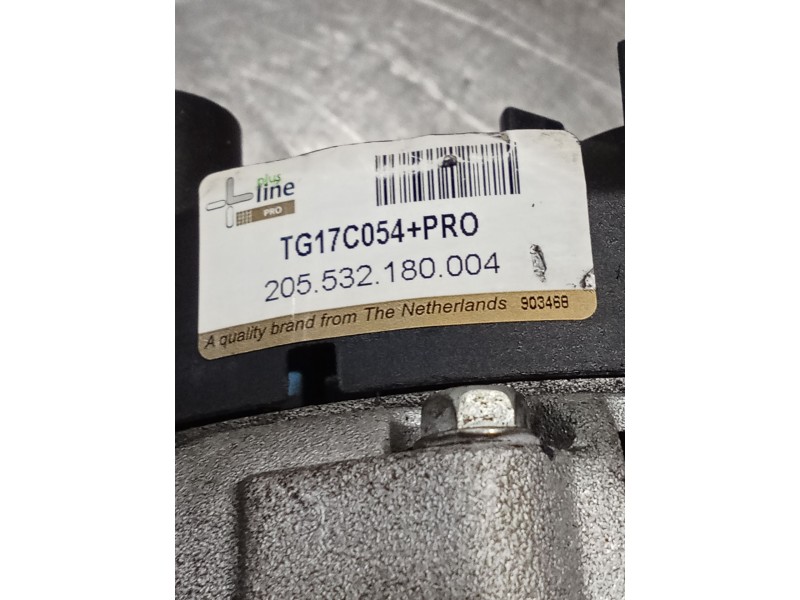 plus
line
PRO
TG17C054+PRO
205.532.180.004
A quality brand from The Netherlands 903468